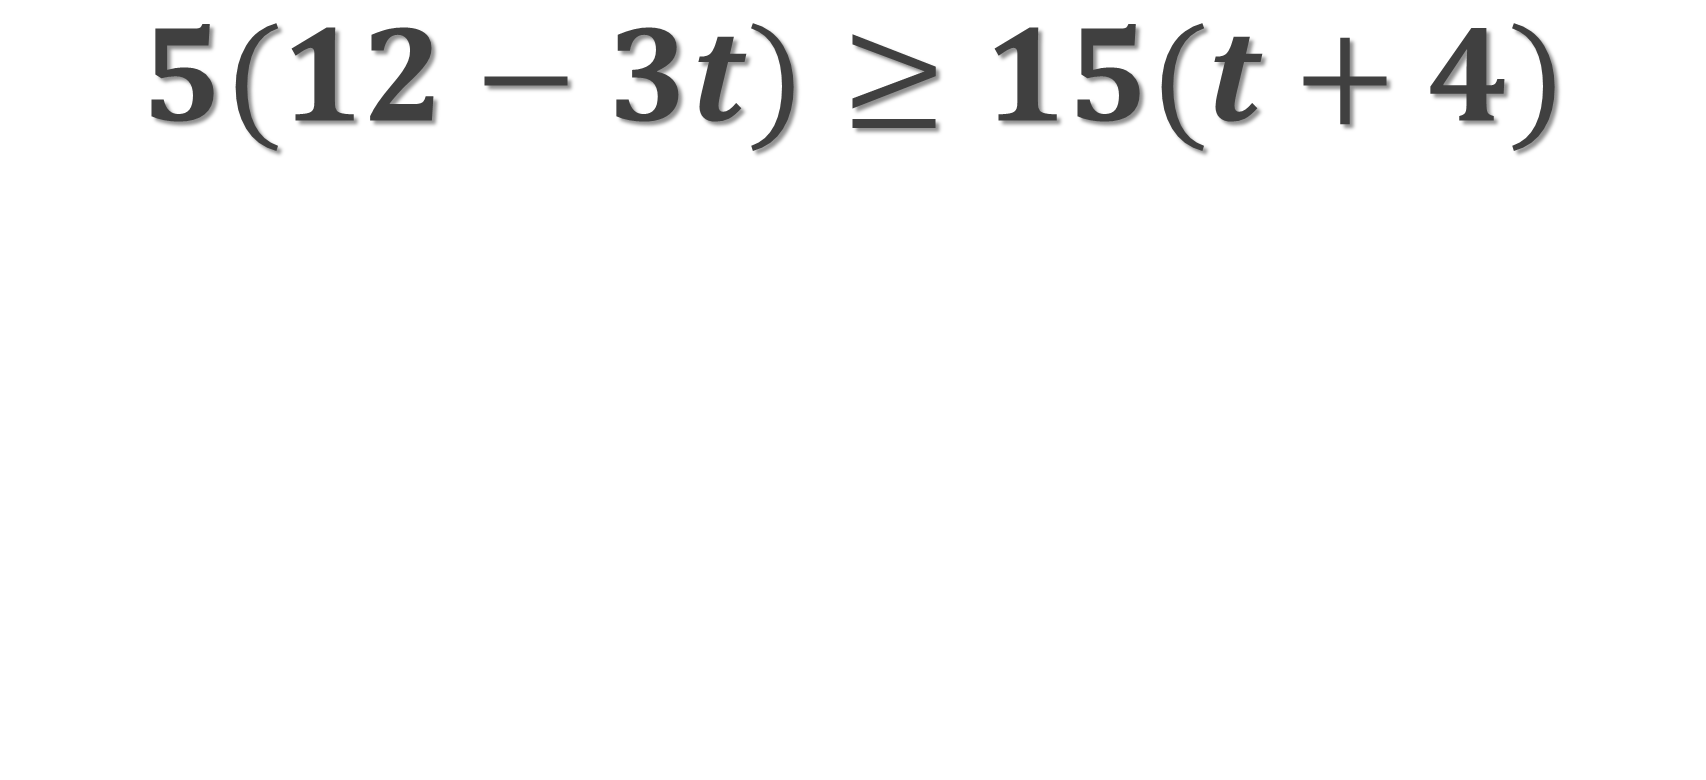 5(12 − 3t) ≥ 15(t + 4)